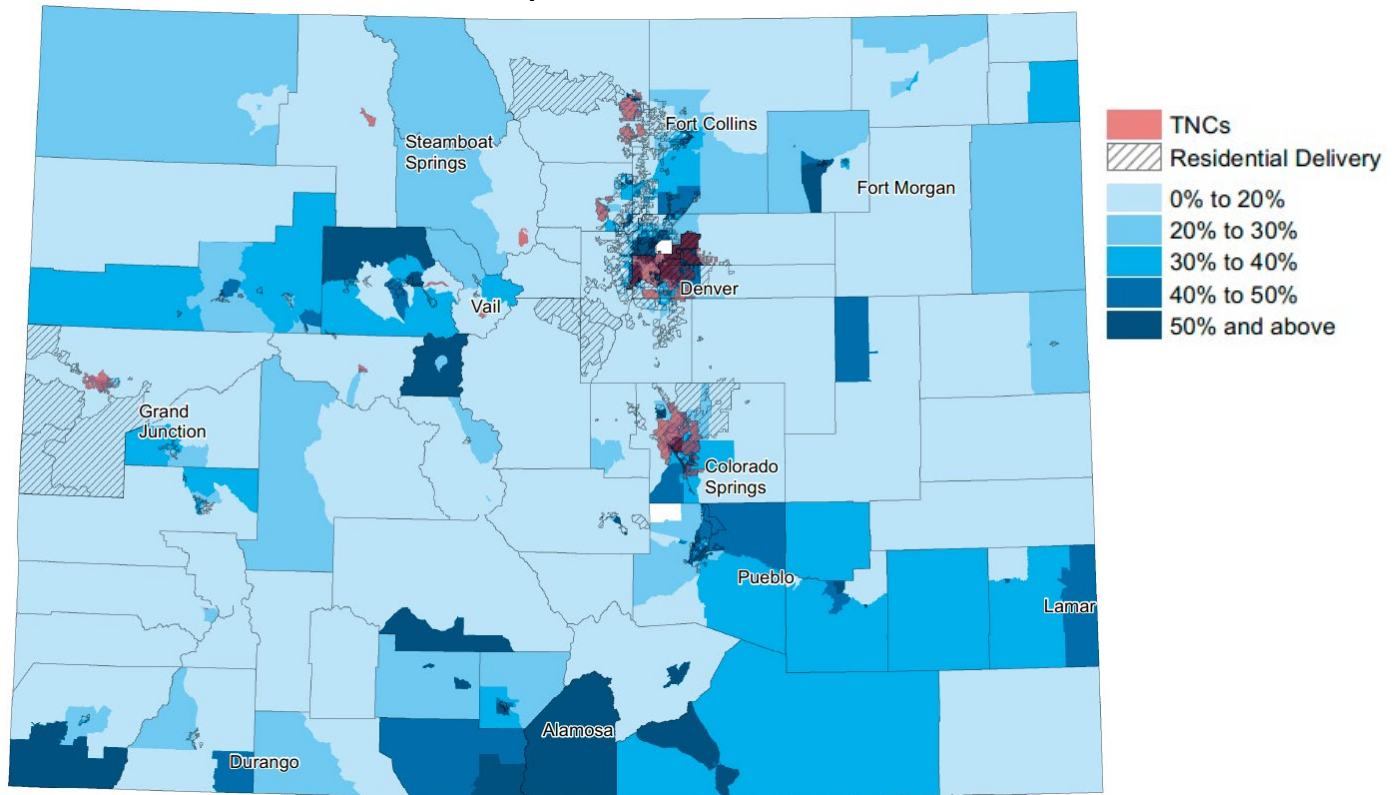 Fort Collins
Steamboat
Springs
Fort Morgan
Denver
Vail
Grand
Junction
Colorado
Springs
Pueblo
Lamar
Alamosa
Durango
TNCs
Residential Delivery
0% to 20%
20% to 30%
30% to 40%
40% to 50%
50% and above